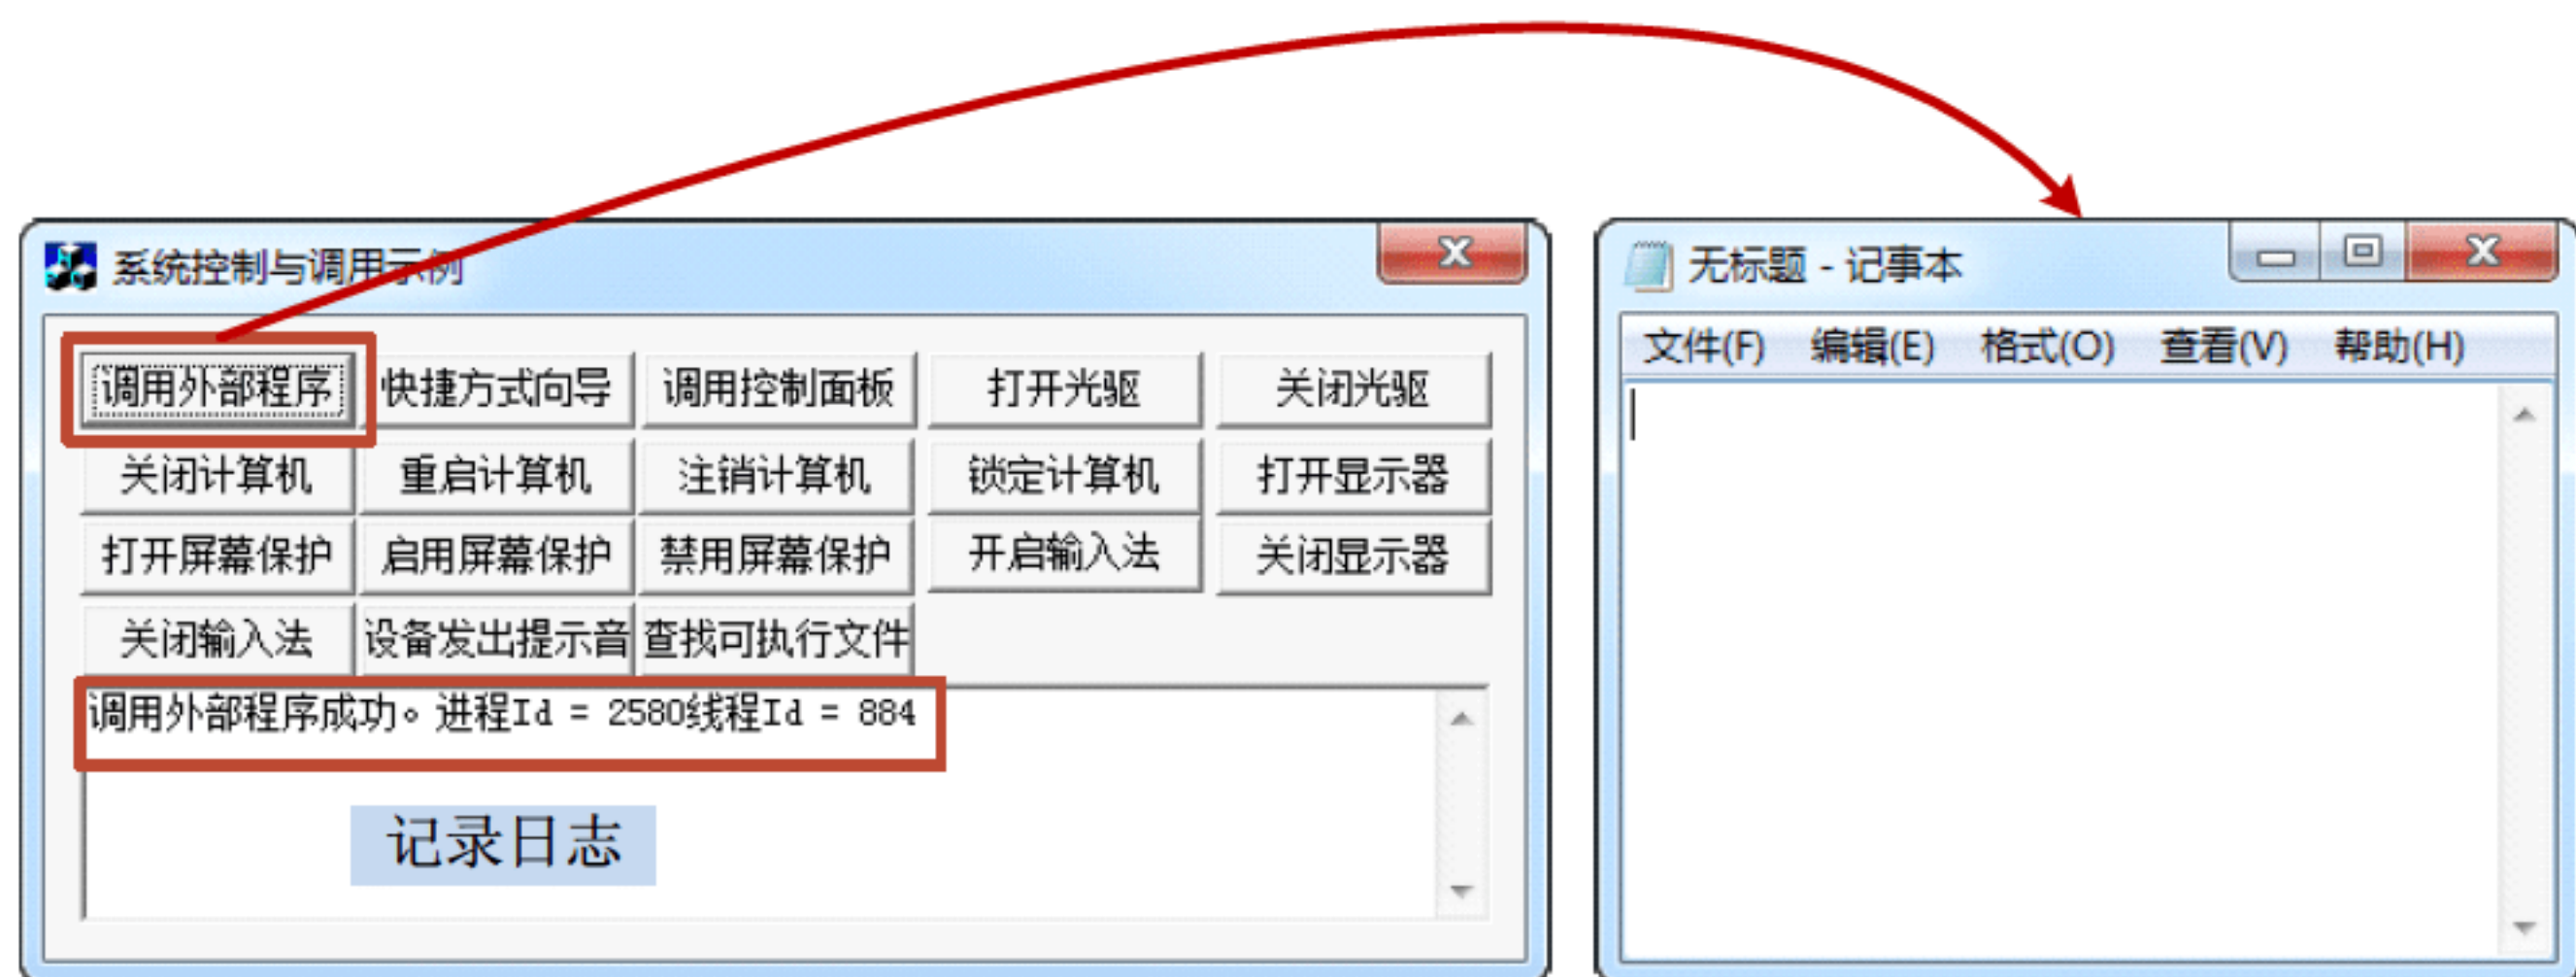 系统控制与调用示例
调用外部程序 快捷方式向导 调用控制面板 打开光驱 关闭光驱
关闭计算机 重启计算机 注销计算机 锁定计算机 打开显示器
打开屏幕保护 启用屏幕保护 禁用屏幕保护 开启输入法 关闭显示器
关闭输入法 设备发出提示音 查找可执行文件
调用外部程序成功。进程Id = 2580线程Id = 884
记录日志
无标题 - 记事本
文件(F) 编辑(E) 格式(O) 查看(V) 帮助(H)